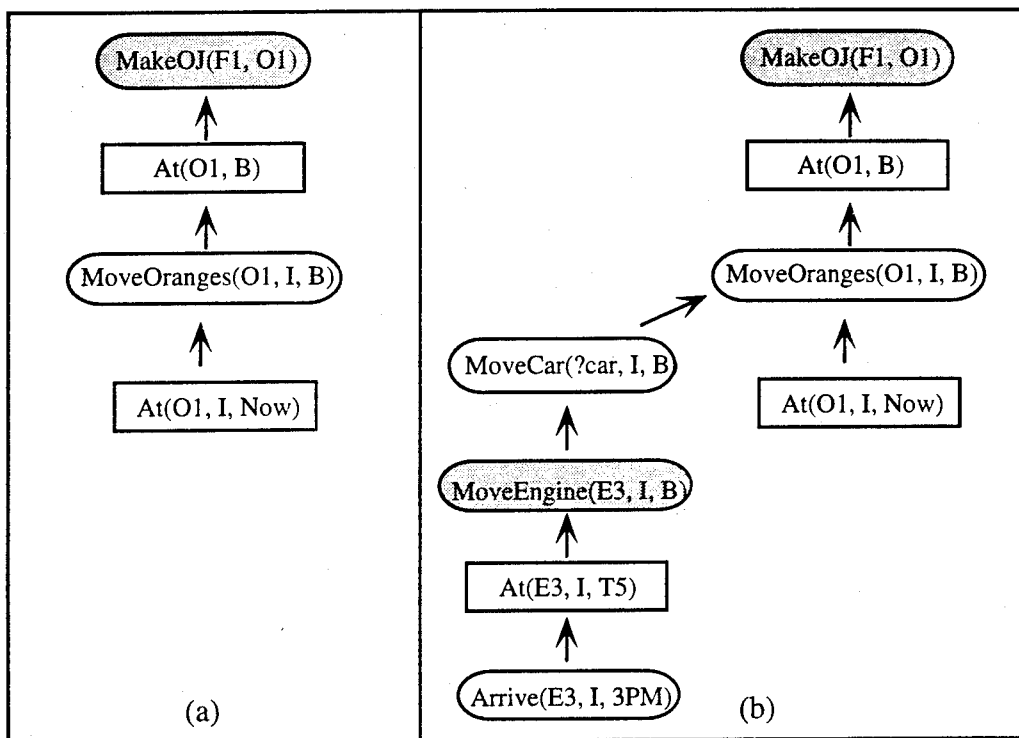 MakeOJ(F1, O1)
At(O1, B)
MoveOranges(O1, I, B)
At(O1, I, Now)
(a)
MakeOJ(F1, O1)
At(O1, B)
MoveOranges(O1, I, B)
MoveCar(?car, I, B)
At(O1, I, Now)
MoveEngine(E3, I, B)
At(E3, I, T5)
Arrive(E3, I, 3PM)
(b)